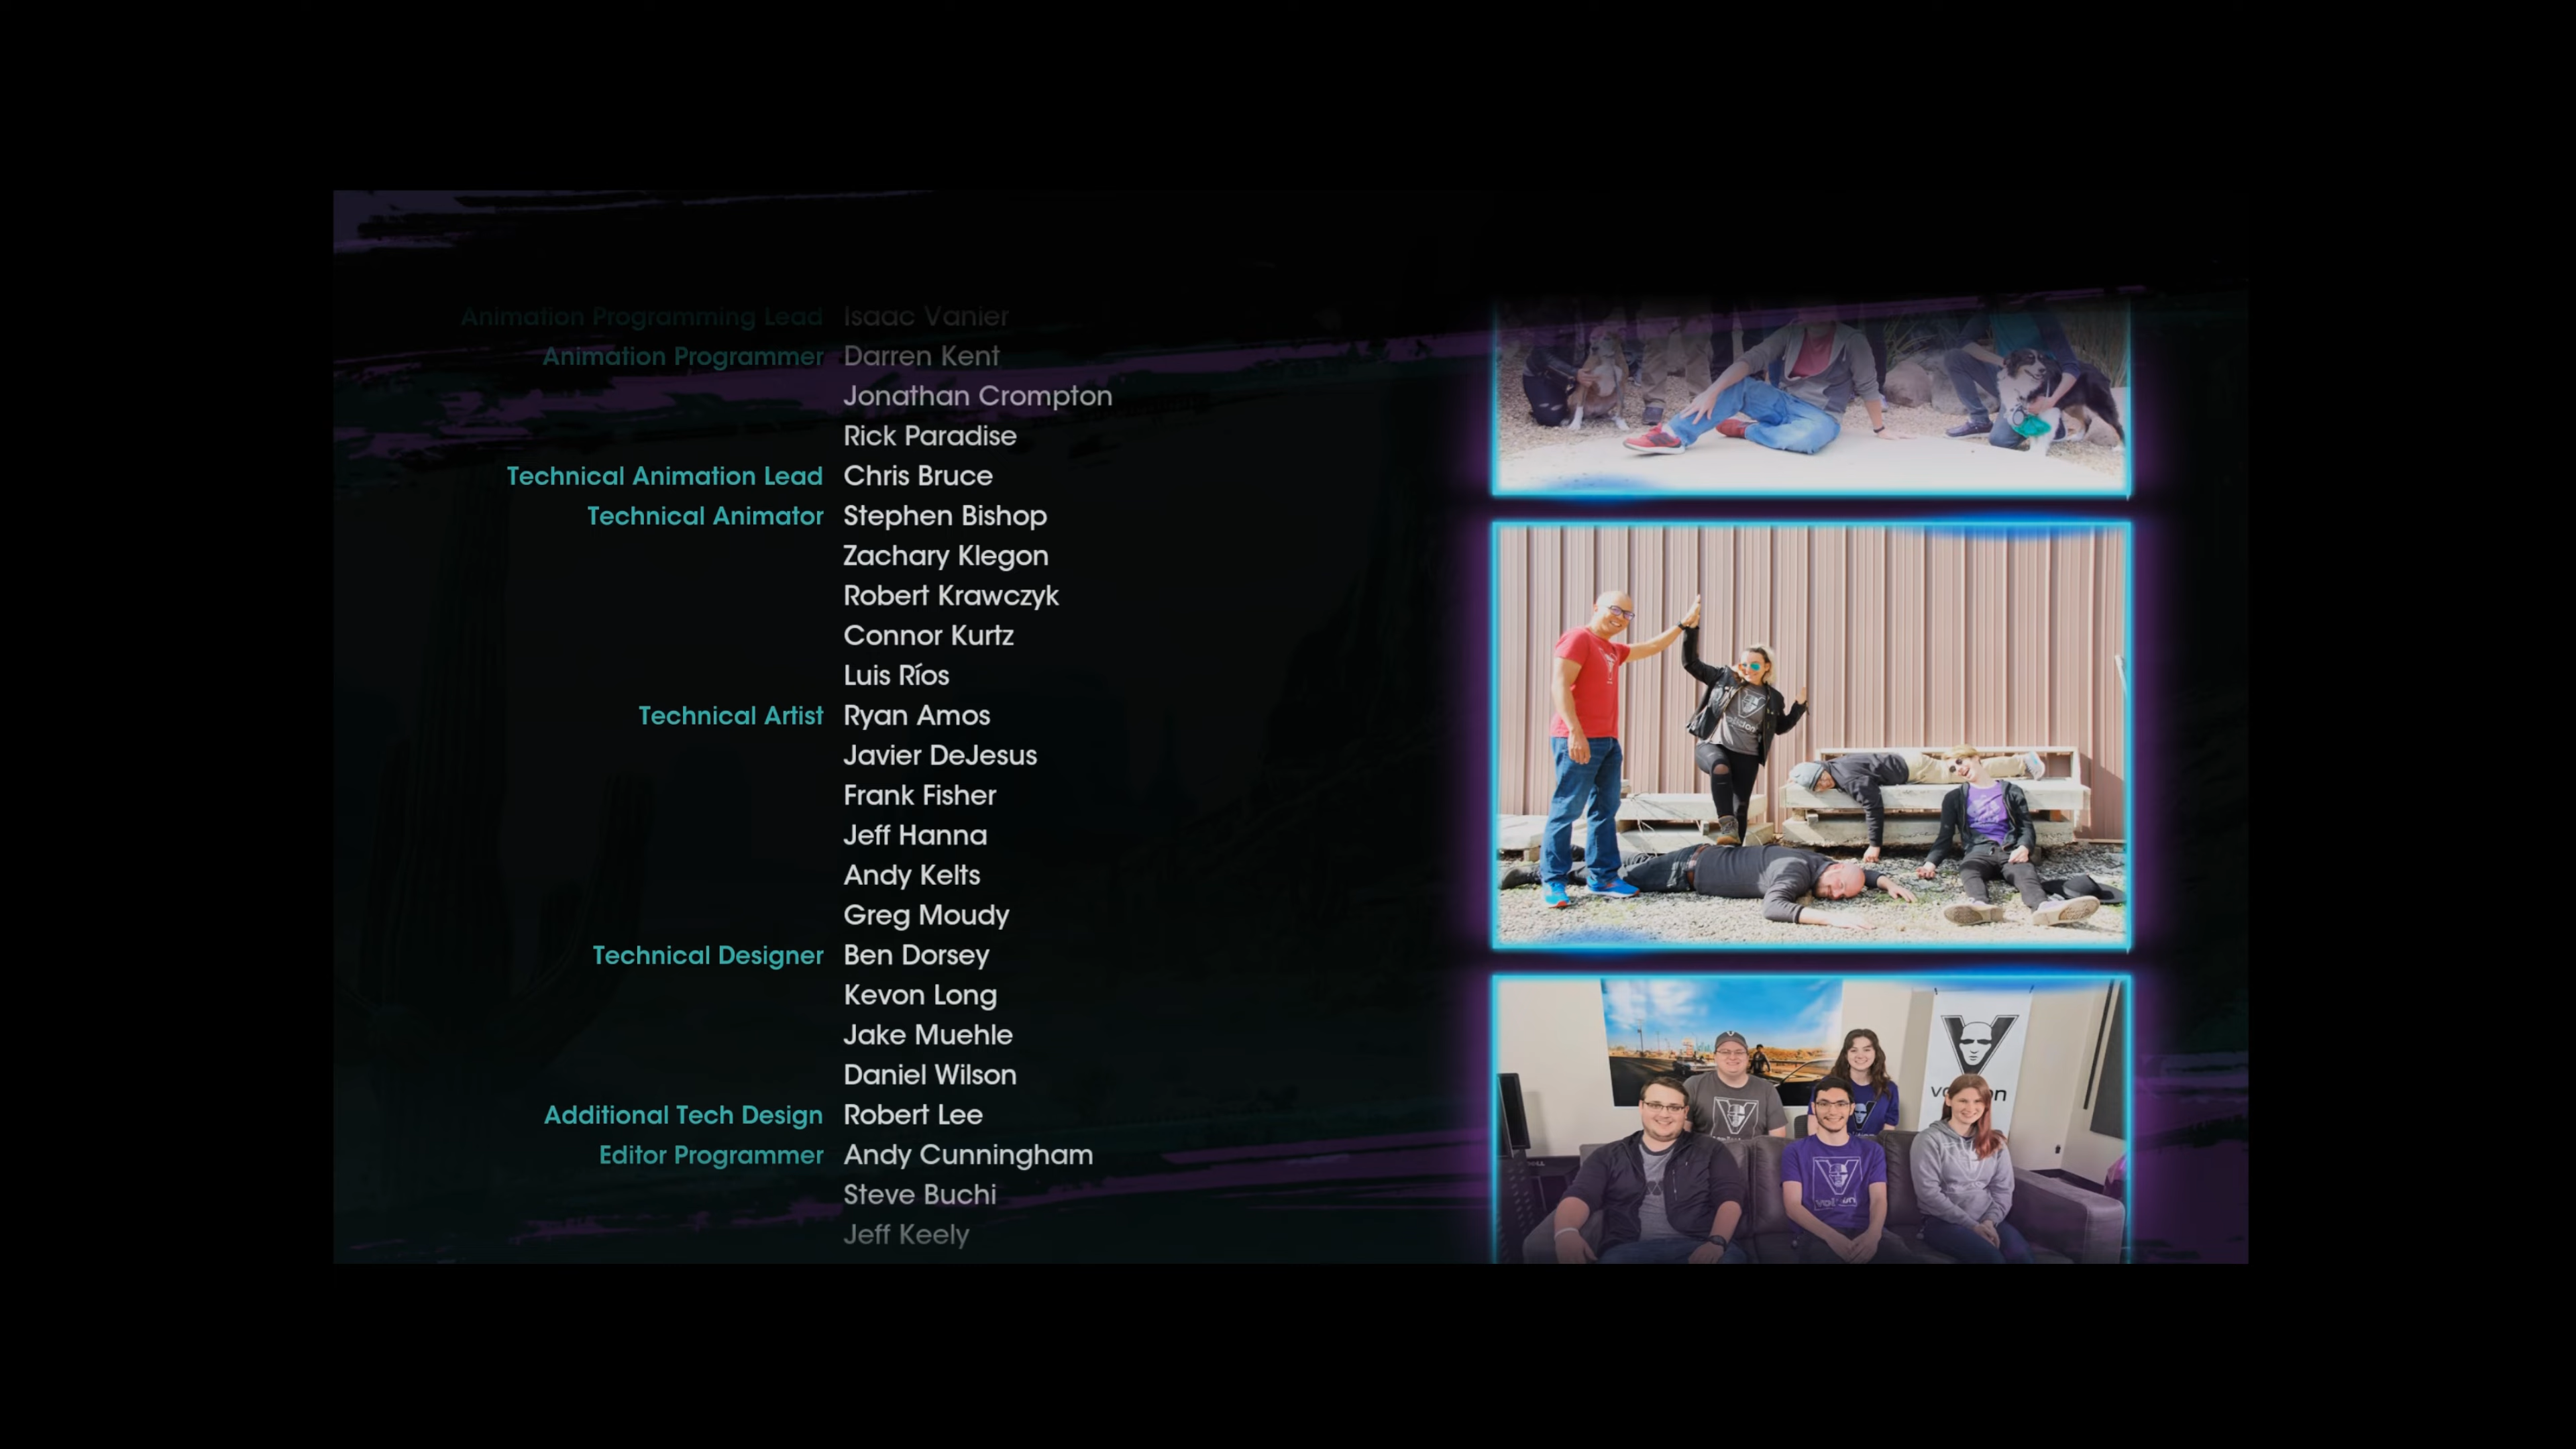 Animation Programming Lead Isaac Vanier
Animation Programmer Darren Kent
Jonathan Crompton
Rick Paradise
Technical Animation Lead Chris Bruce
Technical Animator Stephen Bishop
Zachary Klegon
Robert Krawczyk
Connor Kurtz
Luis Ríos
Technical Artist Ryan Amos
Javier DeJesus
Frank Fisher
Jeff Hanna
Andy Kelts
Greg Moudy
Technical Designer Ben Dorsey
Kevon Long
Jake Muehle
Daniel Wilson
Additional Tech Design Robert Lee
Editor Programmer Andy Cunningham
Steve Buchi
Jeff Keely